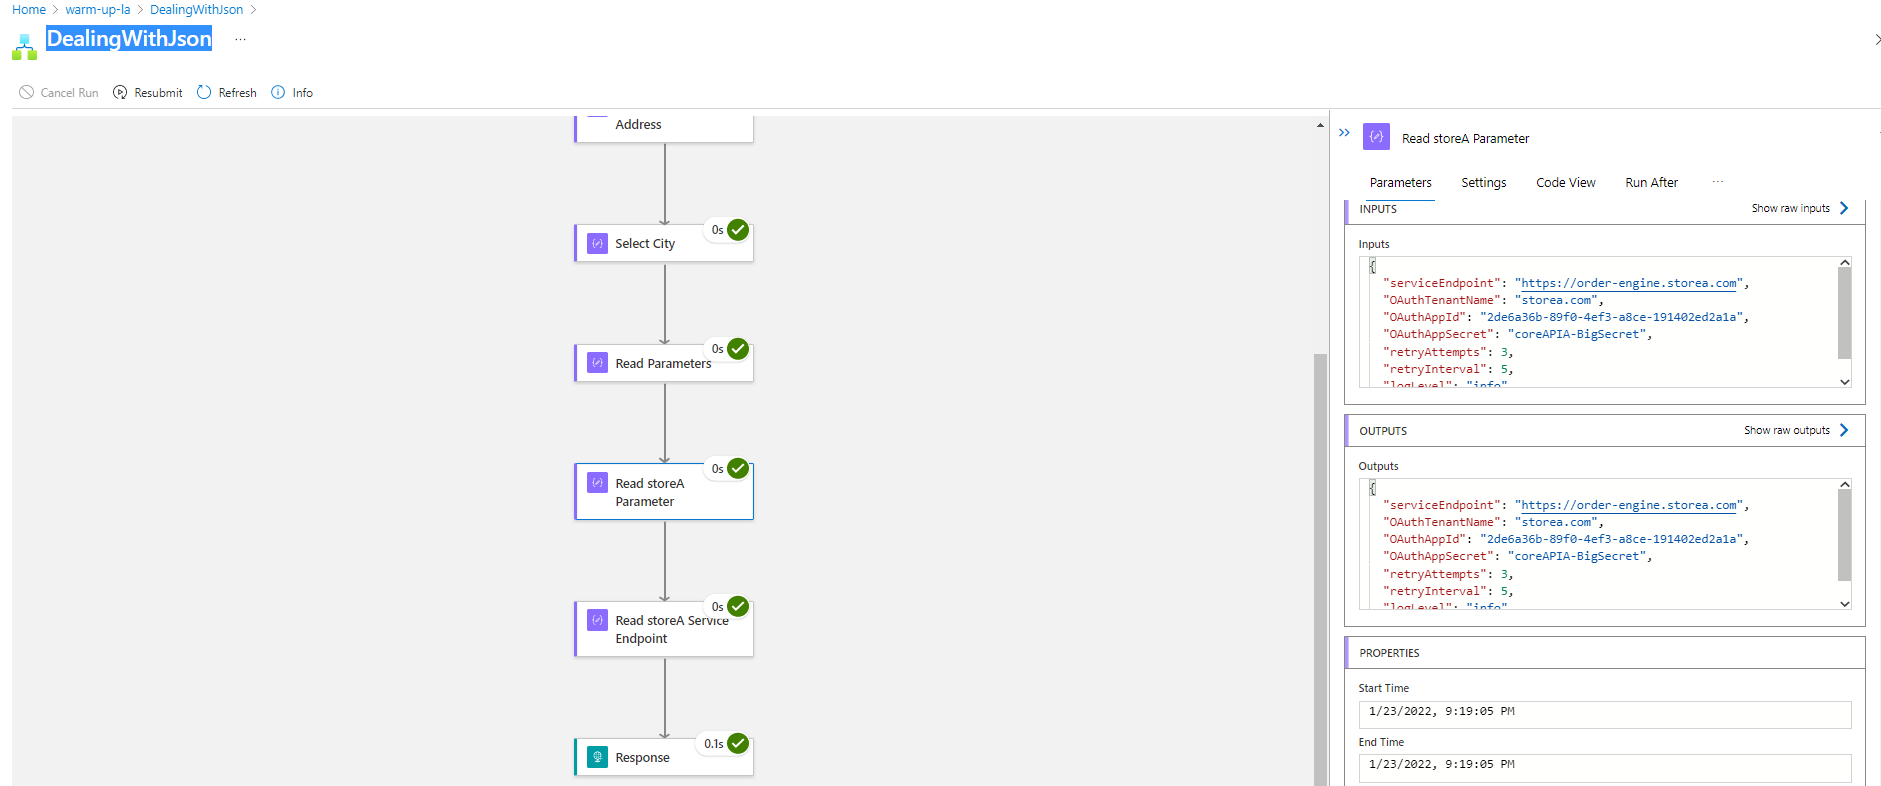 Home > warm-up-la > DealingWithJson >
DealingWithJson ...
Cancel Run Resubmit Refresh Info
Address
Select City
0s
Read Parameters
0s
Read storeA
Parameter
0s
Read storeA Service
Endpoint
0s
Response
0.1s
Read storeA Parameter
Parameters Settings Code View Run After ...
INPUTS Show raw inputs
Inputs
{
"serviceEndpoint": "https://order-engine.storea.com",
"OAuthTenantName": "storea.com",
"OAuthAppId": "2de6a36b-89f0-4ef3-a8ce-191402ed2a1a",
"OAuthAppSecret": "coreAPIA-BigSecret",
"retryAttempts": 3,
"retryInterval": 5,
"logLevel": "info"
OUTPUTS Show raw outputs
Outputs
{
"serviceEndpoint": "https://order-engine.storea.com",
"OAuthTenantName": "storea.com",
"OAuthAppId": "2de6a36b-89f0-4ef3-a8ce-191402ed2a1a",
"OAuthAppSecret": "coreAPIA-BigSecret",
"retryAttempts": 3,
"retryInterval": 5,
"logLevel": "info"
PROPERTIES
Start Time
1/23/2022, 9:19:05 PM
End Time
1/23/2022, 9:19:05 PM